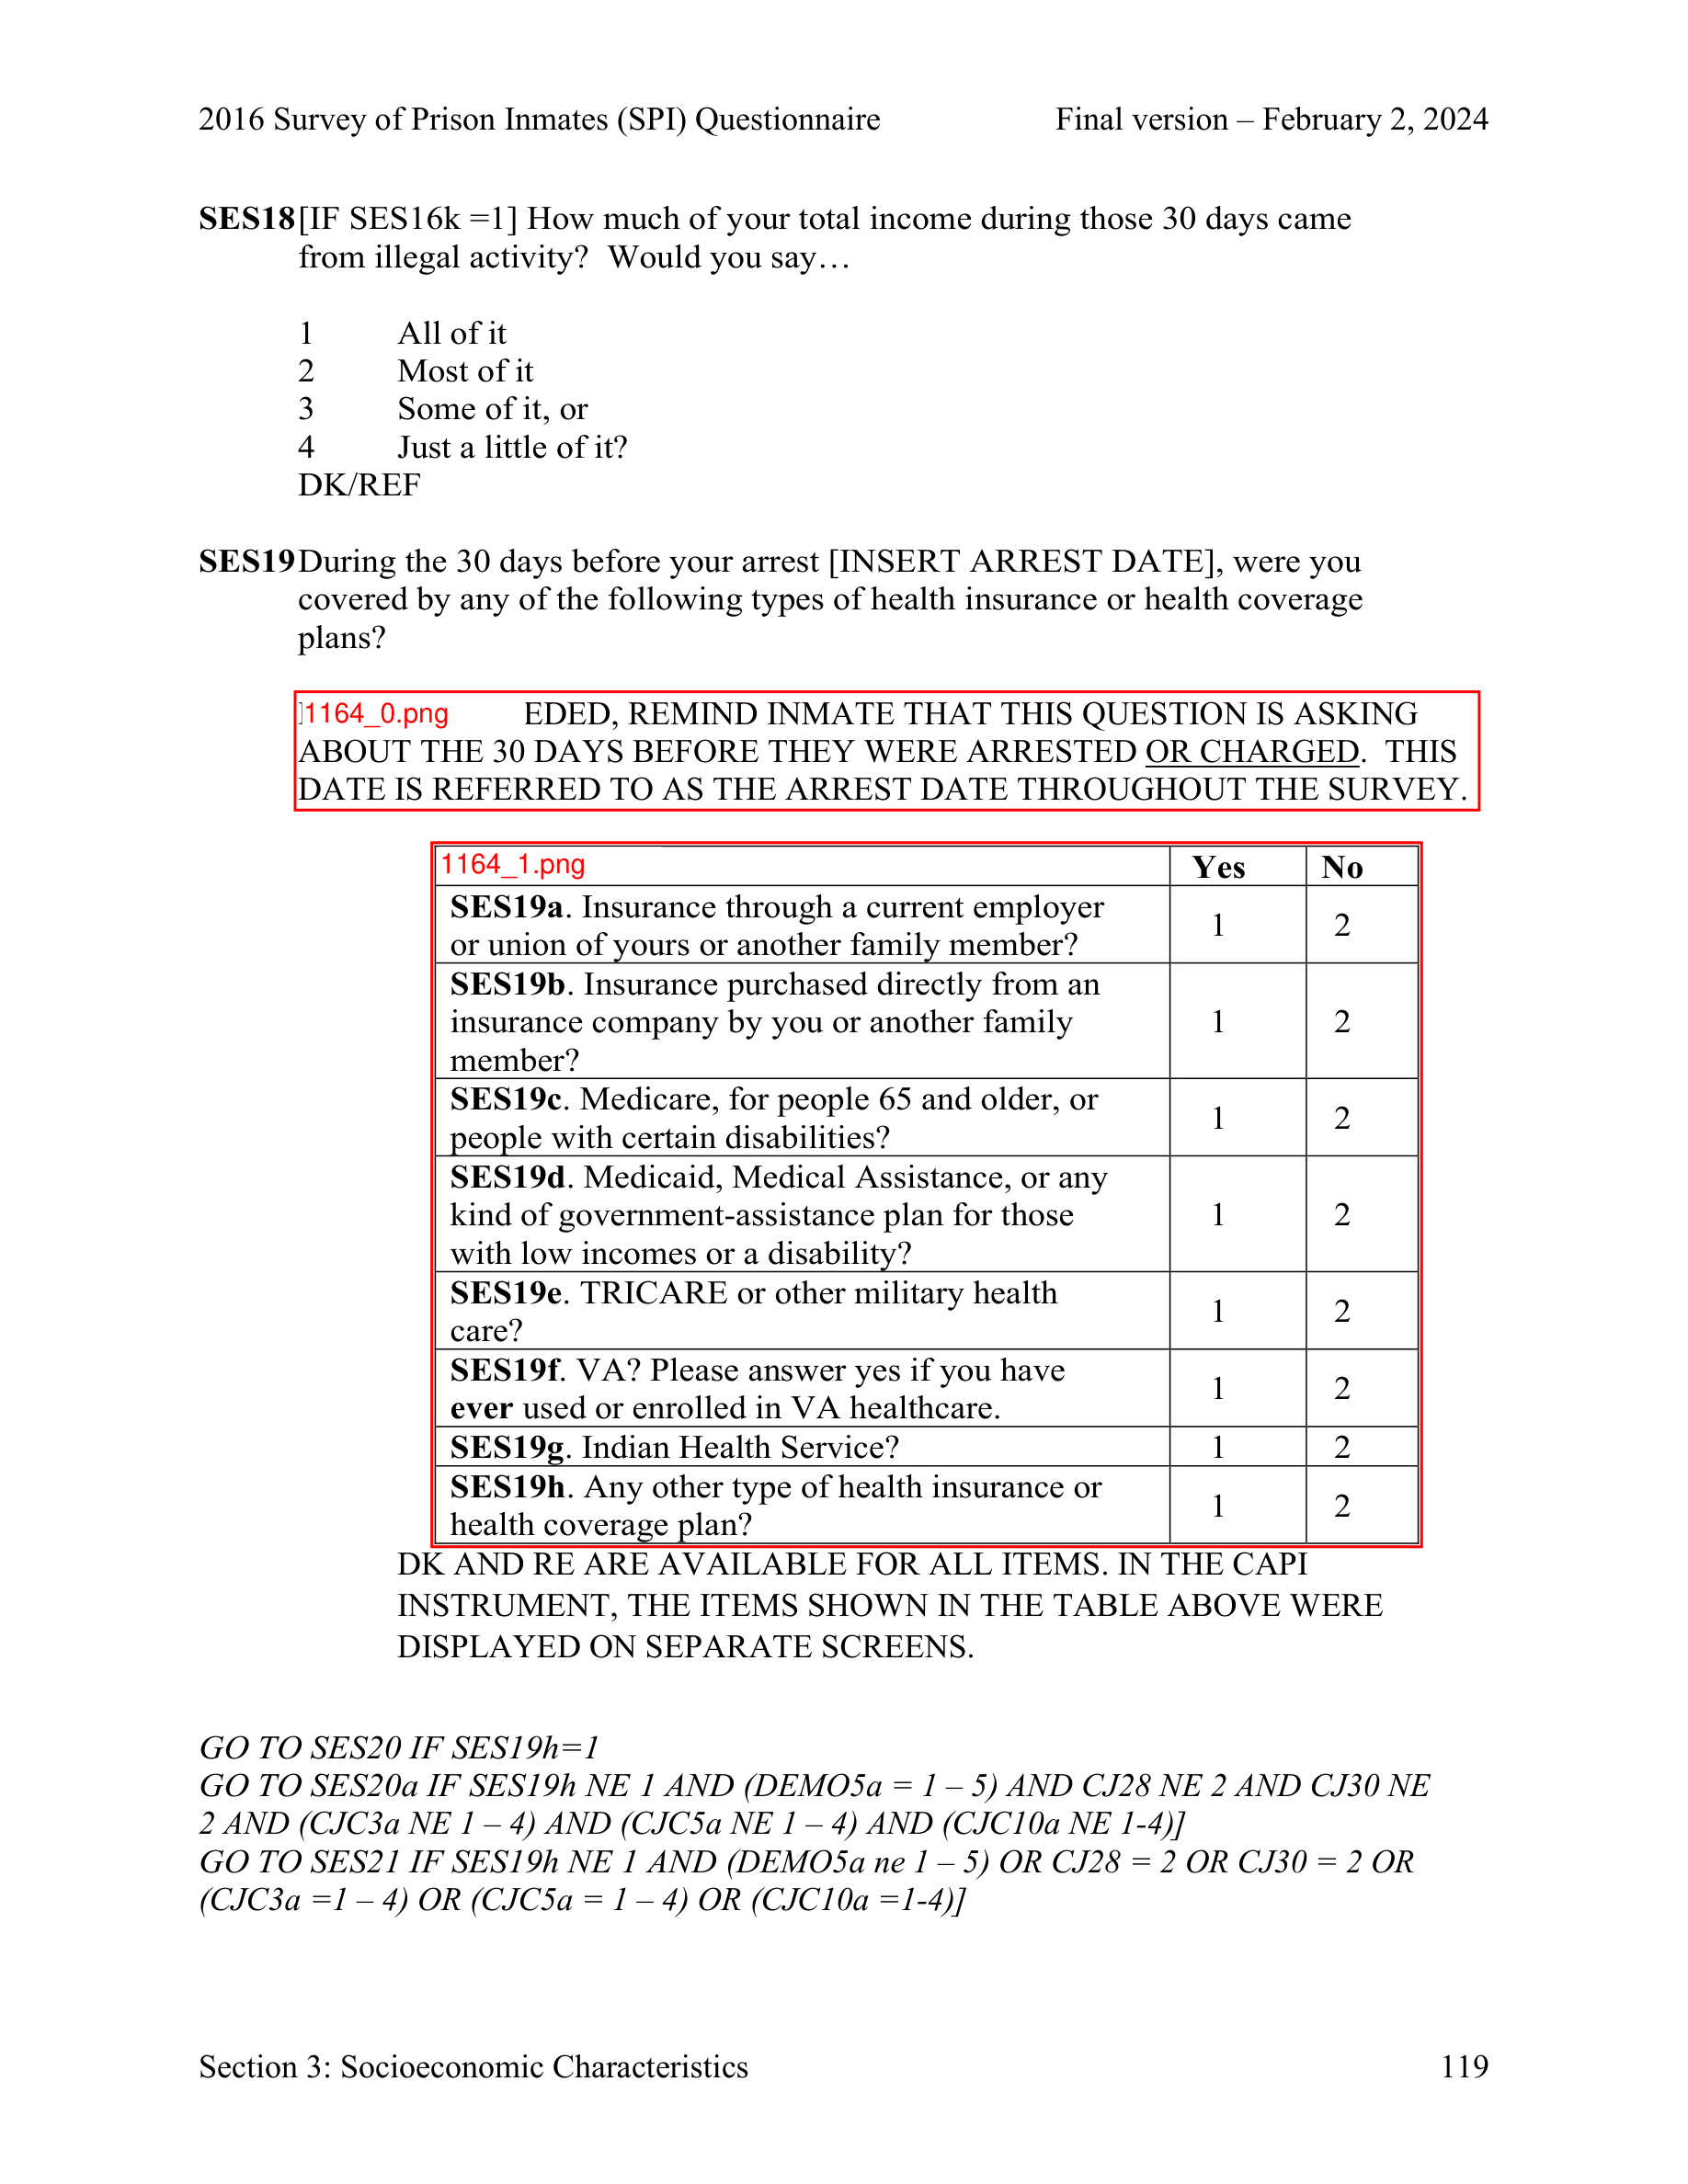 2016 Survey of Prison Inmates (SPI) Questionnaire Final version – February 2, 2024
SES18 [IF SES16k =1] How much of your total income during those 30 days came
from illegal activity? Would you say…
1 All of it
2 Most of it
3 Some of it, or
4 Just a little of it?
DK/REF
SES19 During the 30 days before your arrest [INSERT ARREST DATE], were you
covered by any of the following types of health insurance or health coverage
plans?
1164_0.png EDED, REMIND INMATE THAT THIS QUESTION IS ASKING
ABOUT THE 30 DAYS BEFORE THEY WERE ARRESTED OR CHARGED. THIS
DATE IS REFERRED TO AS THE ARREST DATE THROUGHOUT THE SURVEY.
1164_1.png Yes No
SES19a. Insurance through a current employer
or union of yours or another family member? 1 2
SES19b. Insurance purchased directly from an
insurance company by you or another family 1 2
member?
SES19c. Medicare, for people 65 and older, or
people with certain disabilities? 1 2
SES19d. Medicaid, Medical Assistance, or any
kind of government-assistance plan for those 1 2
with low incomes or a disability?
SES19e. TRICARE or other military health
care? 1 2
SES19f. VA? Please answer yes if you have
ever used or enrolled in VA healthcare. 1 2
SES19g. Indian Health Service? 1 2
SES19h. Any other type of health insurance or
health coverage plan? 1 2
DK AND RE ARE AVAILABLE FOR ALL ITEMS. IN THE CAPI
INSTRUMENT, THE ITEMS SHOWN IN THE TABLE ABOVE WERE
DISPLAYED ON SEPARATE SCREENS.
GO TO SES20 IF SES19h=1
GO TO SES20a IF SES19h NE 1 AND (DEMO5a = 1 – 5) AND CJ28 NE 2 AND CJ30 NE
2 AND (CJC3a NE 1 – 4) AND (CJC5a NE 1 – 4) AND (CJC10a NE 1-4)]
GO TO SES21 IF SES19h NE 1 AND (DEMO5a ne 1 – 5) OR CJ28 = 2 OR CJ30 = 2 OR
(CJC3a =1 – 4) OR (CJC5a = 1 – 4) OR (CJC10a =1-4)]
Section 3: Socioeconomic Characteristics 119